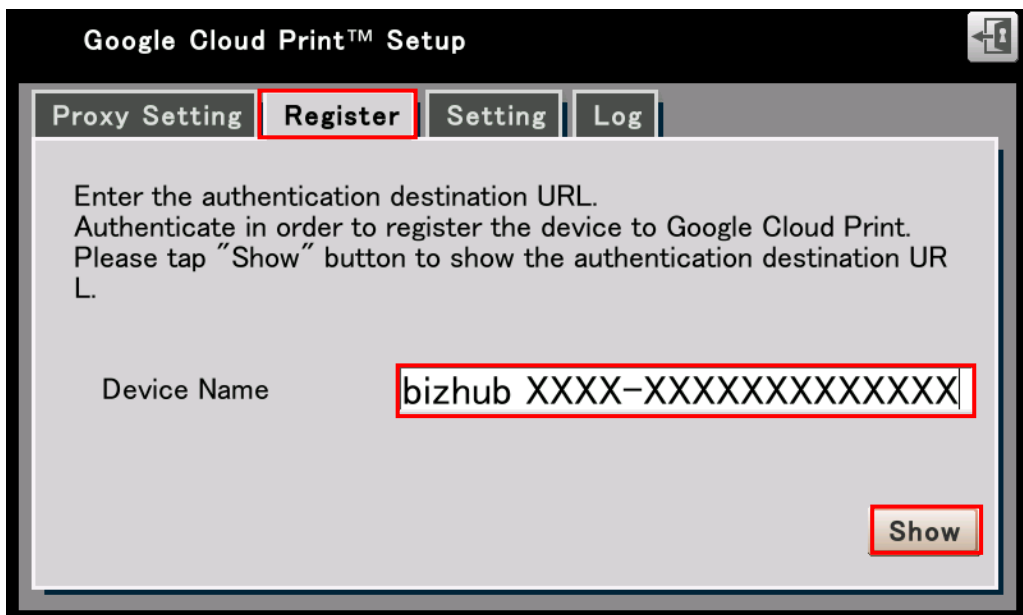 Google Cloud Print™ Setup
Proxy Setting Register Setting Log
Enter the authentication destination URL.
Authenticate in order to register the device to Google Cloud Print.
Please tap "Show" button to show the authentication destination UR
L.
Device Name bizhub XXXX-XXXXXXXXXXXXX
Show